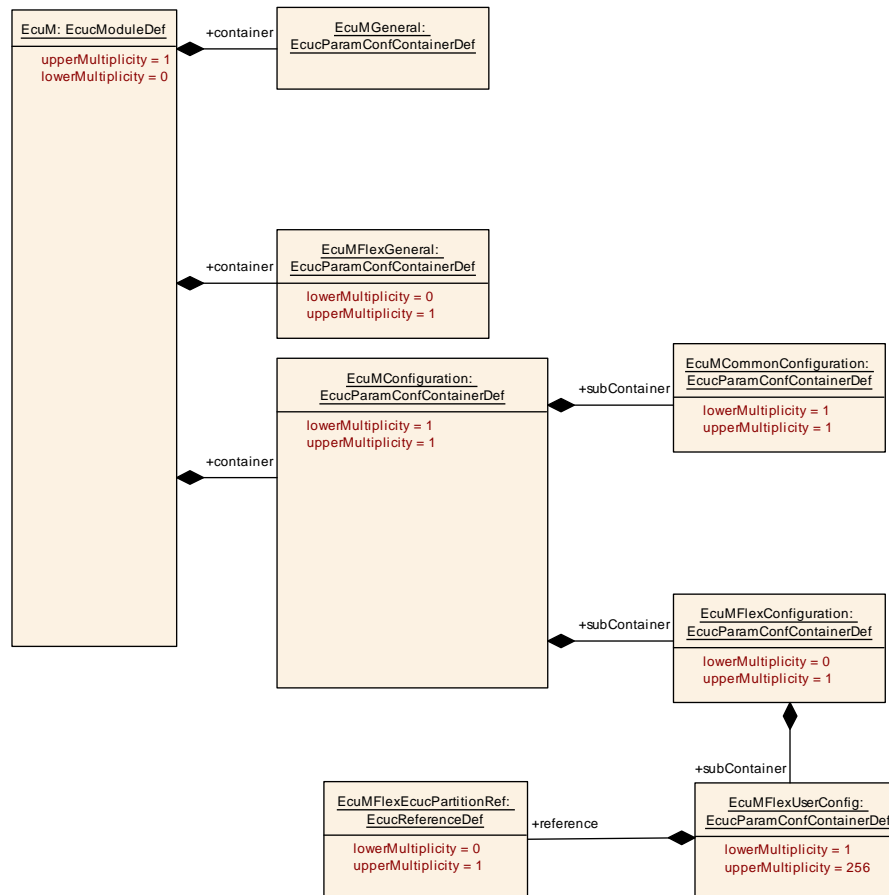 EcuM: EcucModuleDef
upperMultiplicity = 1
lowerMultiplicity = 0
+container
EcuMGeneral:
EcucParamConfContainerDef
+container
EcuMFlexGeneral:
EcucParamConfContainerDef
lowerMultiplicity = 0
upperMultiplicity = 1
+container
EcuMConfiguration:
EcucParamConfContainerDef
lowerMultiplicity = 1
upperMultiplicity = 1
+subContainer
EcuMCommonConfiguration:
EcucParamConfContainerDef
lowerMultiplicity = 1
upperMultiplicity = 1
+subContainer
EcuMFlexConfiguration:
EcucParamConfContainerDef
lowerMultiplicity = 0
upperMultiplicity = 1
+subContainer
EcuMFlexEcucPartitionRef:
EcucReferenceDef
lowerMultiplicity = 0
upperMultiplicity = 1
+reference
EcuMFlexUserConfig:
EcucParamConfContainerDef
lowerMultiplicity = 1
upperMultiplicity = 256